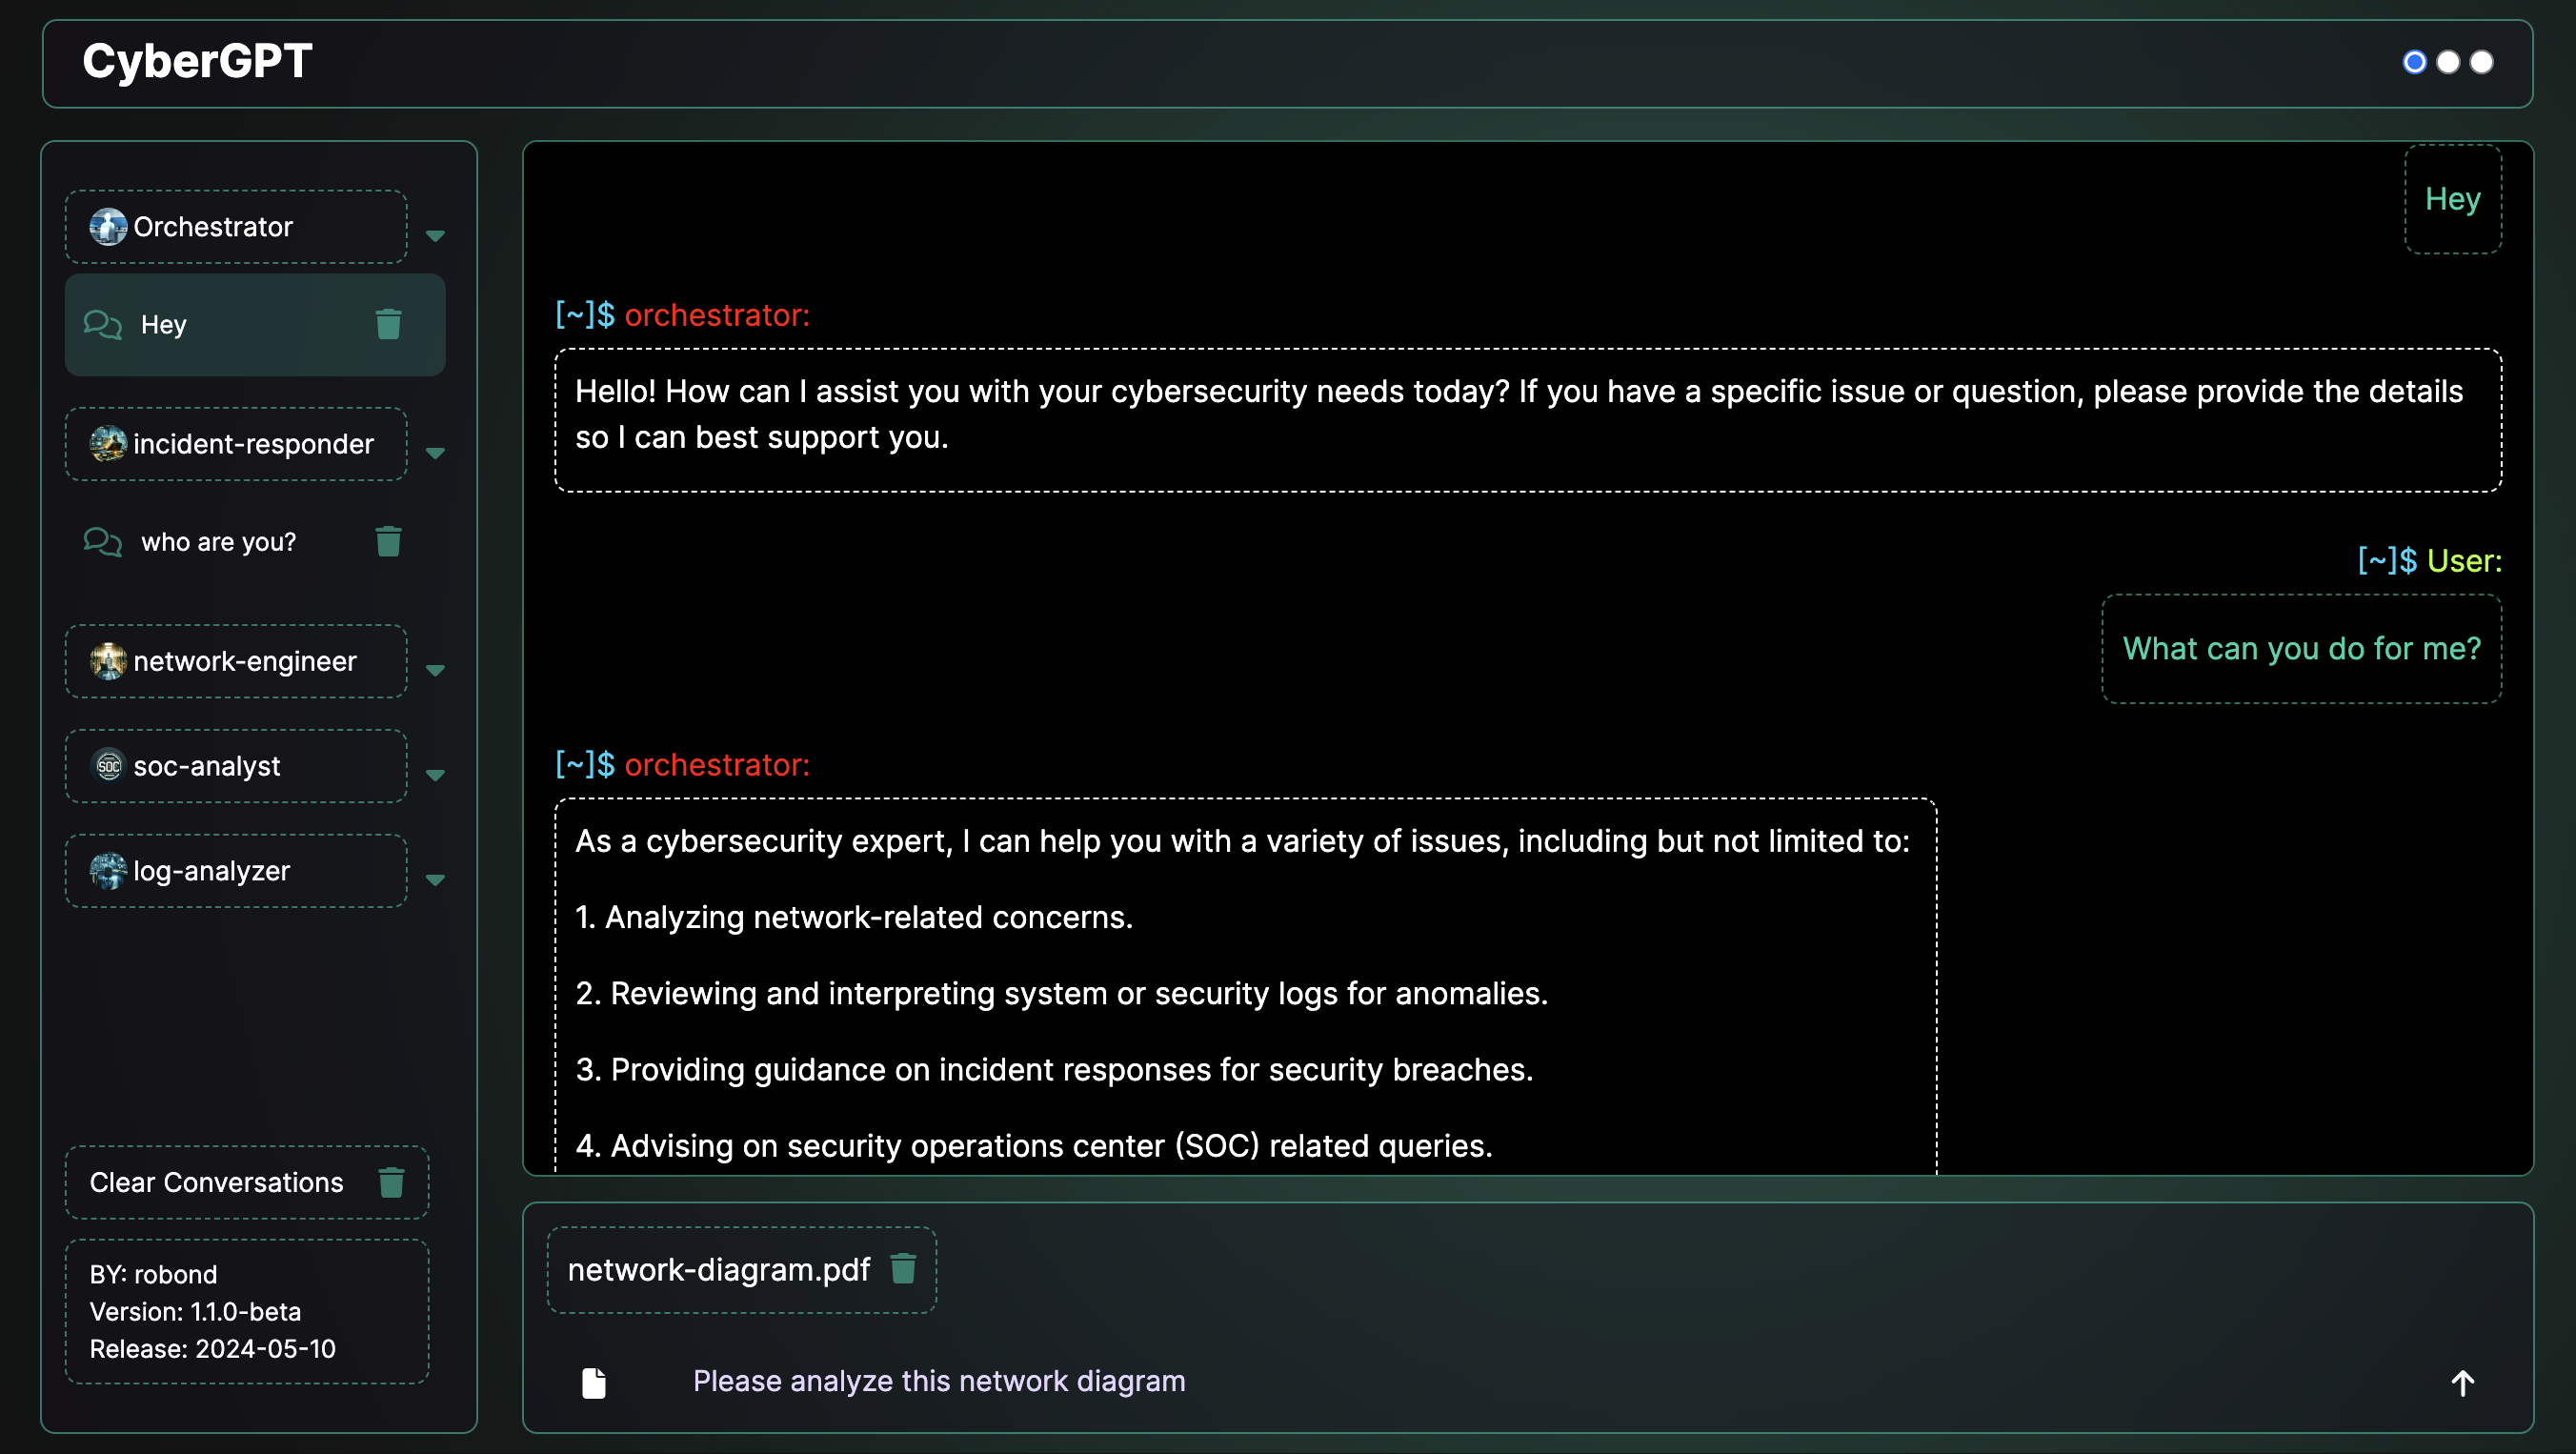 CyberGPT
Orchestrator
Hey
incident-responder
who are you?
network-engineer
SOC
soc-analyst
log-analyzer
Clear Conversations
BY: robond
Version: 1.1.0-beta
Release: 2024-05-10
Hey
[~]$ orchestrator:
Hello! How can I assist you with your cybersecurity needs today? If you have a specific issue or question, please provide the details
so I can best support you.
[~]$ User:
What can you do for me?
[~]$ orchestrator:
As a cybersecurity expert, I can help you with a variety of issues, including but not limited to:
1. Analyzing network-related concerns.
2. Reviewing and interpreting system or security logs for anomalies.
3. Providing guidance on incident responses for security breaches.
4. Advising on security operations center (SOC) related queries.
network-diagram.pdf
Please analyze this network diagram